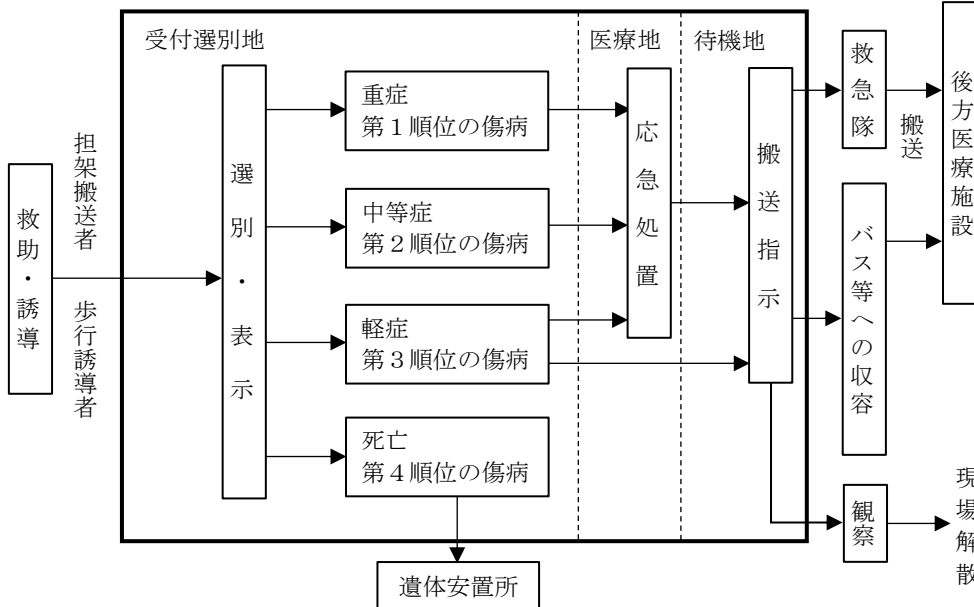 受付選別地
医療地
待機地
救助・誘導
担架搬送者
歩行誘導者
選別・表示
重症
第１順位の傷病
中等症
第２順位の傷病
軽症
第３順位の傷病
死亡
第４順位の傷病
応急処置
搬送指示
救急隊
搬送
後方医療施設
バス等への収容
観察
現場解散
遺体安置所